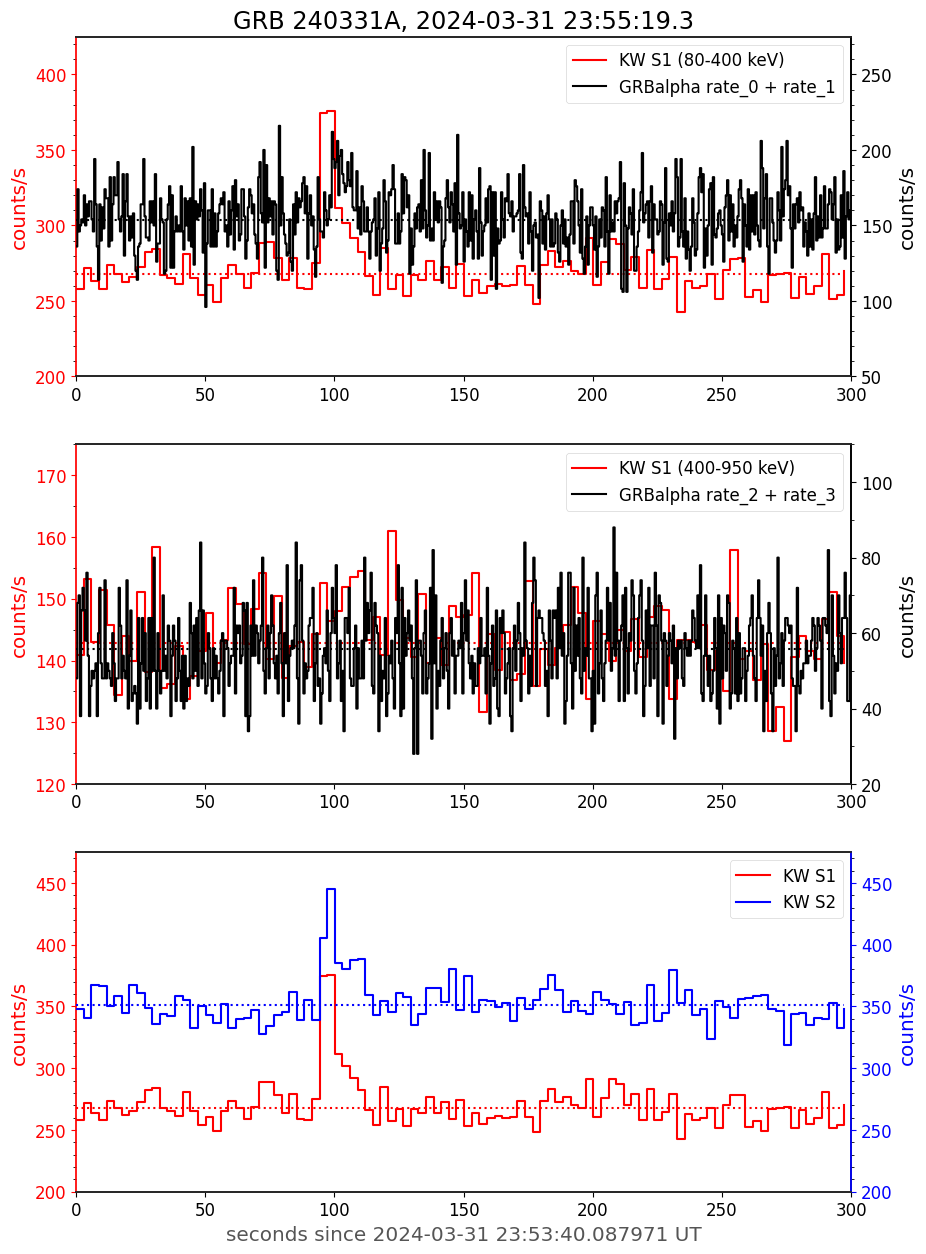 GRB 240331A, 2024-03-31 23:55:19.3
KW S1 (80-400 keV)
GRBalpha rate_0 + rate_1
400
350
300
250
200
counts/s
250
200
150
100
50
counts/s
0 50 100 150 200 250 300
KW S1 (400-950 keV)
GRBalpha rate_2 + rate_3
170
160
150
140
130
120
counts/s
100
80
60
40
20
counts/s
0 50 100 150 200 250 300
KW S1
KW S2
450
400
350
300
250
200
counts/s
450
400
350
300
250
200
counts/s
0 50 100 150 200 250 300
seconds since 2024-03-31 23:53:40.087971 UT